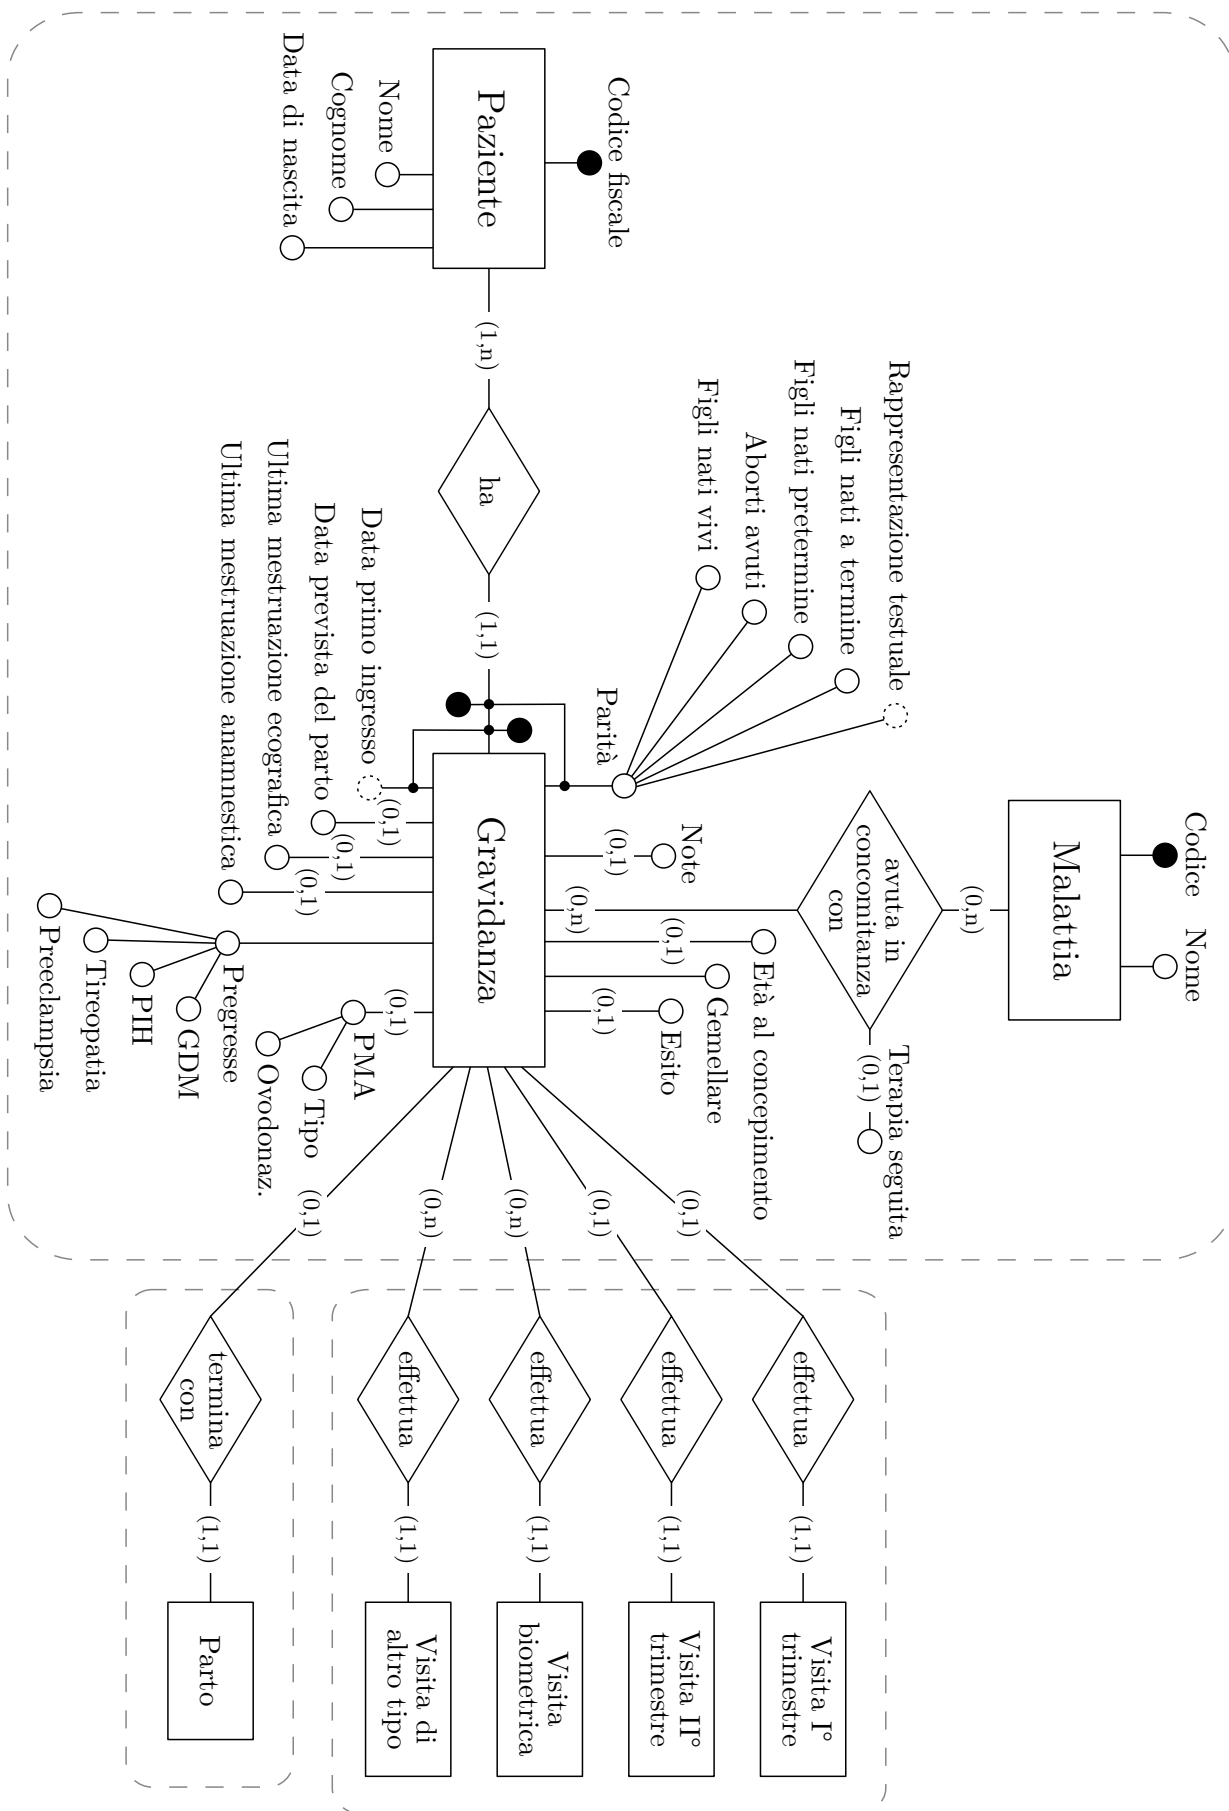 Codice fiscale
Paziente
Nome
Cognome
Data di nascita
(1,n)
ha
(1,1)
Rappresentazione testuale
Figli nati a termine
Figli nati pretermine
Aborti avuti
Figli nati vivi
Parità
Data primo ingresso
Data prevista del parto
Ultima mestruazione ecografica
Ultima mestruazione anamnestica
(0,1)
(0,1)
(0,1)
Gravidanza
Note
(0,1)
(0,n)
avuta in
concomitanza
con
(0,n)
Malattia
Codice
Nome
Terapia seguita
(0,1)
Età al concepimento
(0,1)
Gemellare
Esito
(0,1)
PMA
(0,1)
Tipo
Ovodonaz.
Pregresse
GDM
PIH
Tireopatia
Preeclampsia
(0,1)
effettua
(1,1)
Visita I°
trimestre
(0,1)
effettua
(1,1)
Visita II°
trimestre
(0,n)
effettua
(1,1)
Visita
biometrica
(0,n)
effettua
(1,1)
Visita di
altro tipo
(0,1)
termina
con
(1,1)
Parto